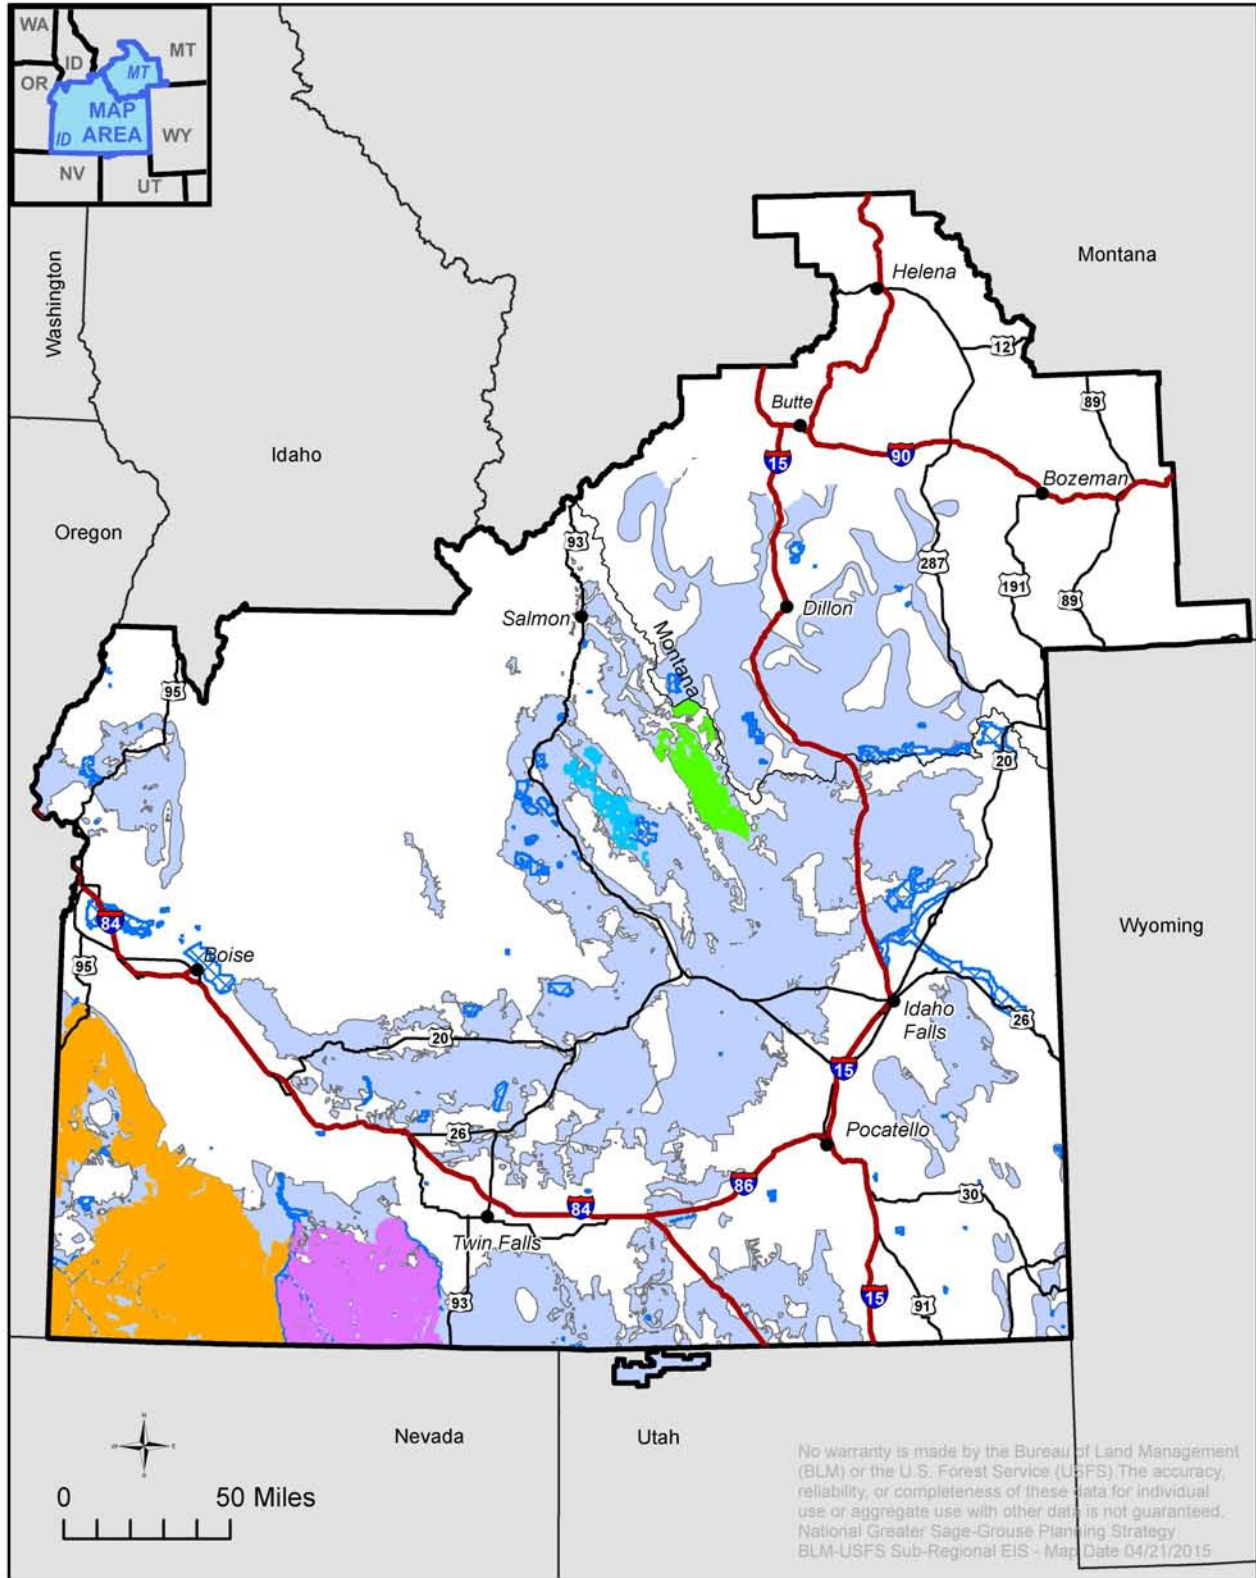 WA
ID
MT
OR
MT
MAP
AREA
ID
WY
NV
UT
Washington
Montana
Helena
12
Butte
89
Idaho
15
90
Bozeman
Oregon
93
287
191
89
Salmon
Dillon
Montana
95
20
84
Wyoming
Boise
95
Idaho
Falls
26
20
15
26
Pocatello
86
30
84
Twin Falls
93
15
91
Nevada
Utah
N
0
50 Miles
No warranty is made by the Bureau of Land Management
(BLM) or the U.S. Forest Service (USFS).The accuracy,
reliability, or completeness of these data for individual
use or aggregate use with other data is not guaranteed.
National Greater Sage-Grouse Planning Strategy
BLM-USFS Sub-Regional EIS - Map Date 04/21/2015